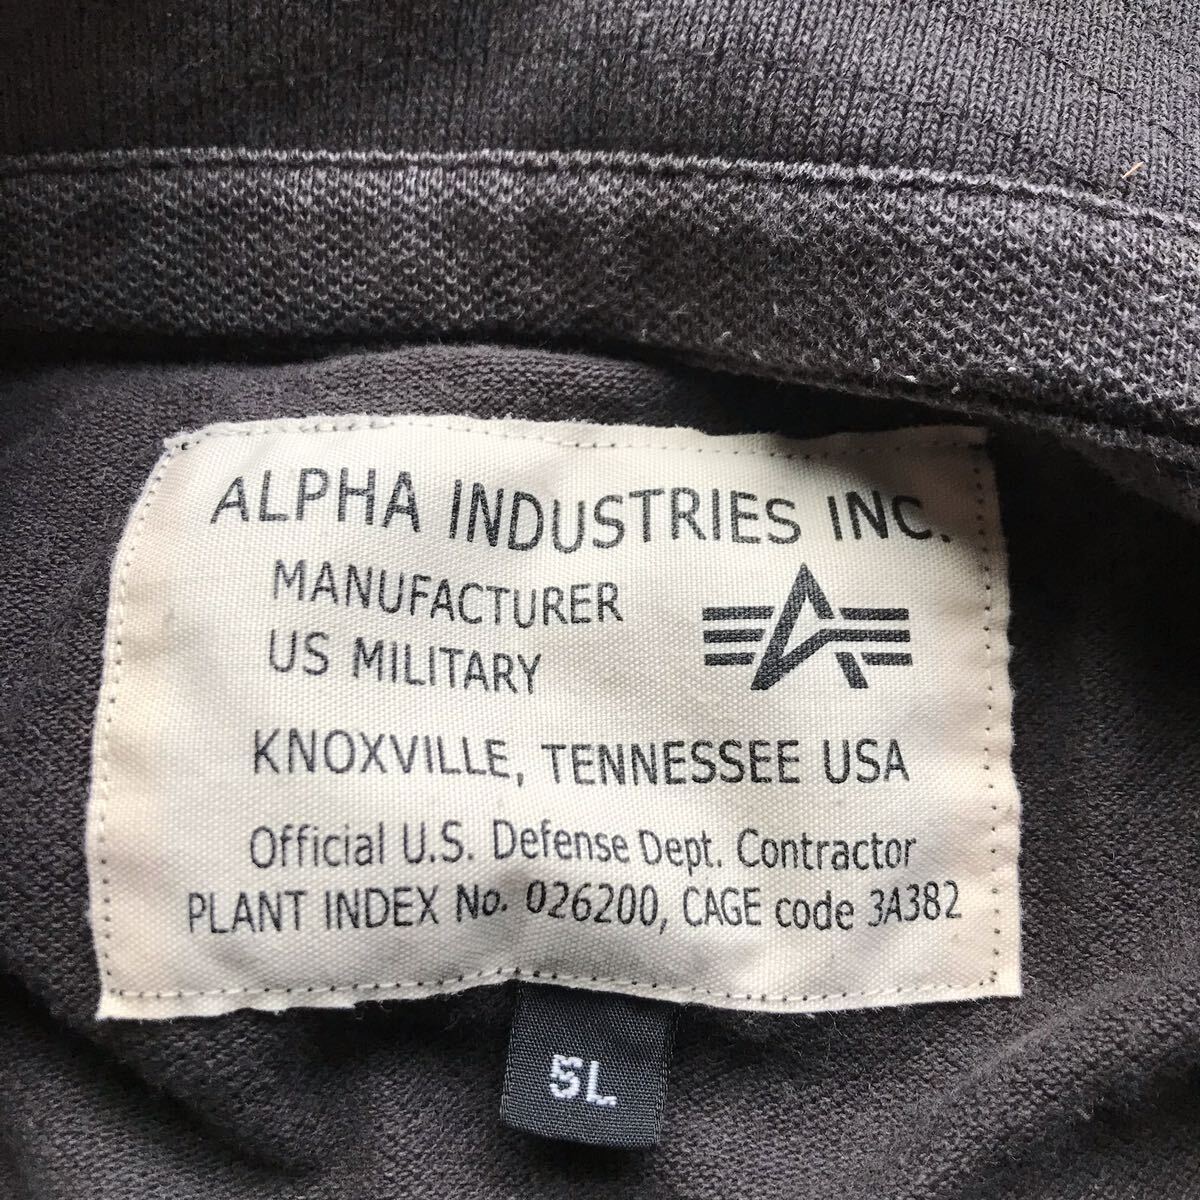 ALPHA INDUSTRIES INC.
MANUFACTURER
US MILITARY
KNOXVILLE, TENNESSEE USA
Official U.S. Defense Dept. Contractor
PLANT INDEX No. 026200, CAGE code 3A382
5L